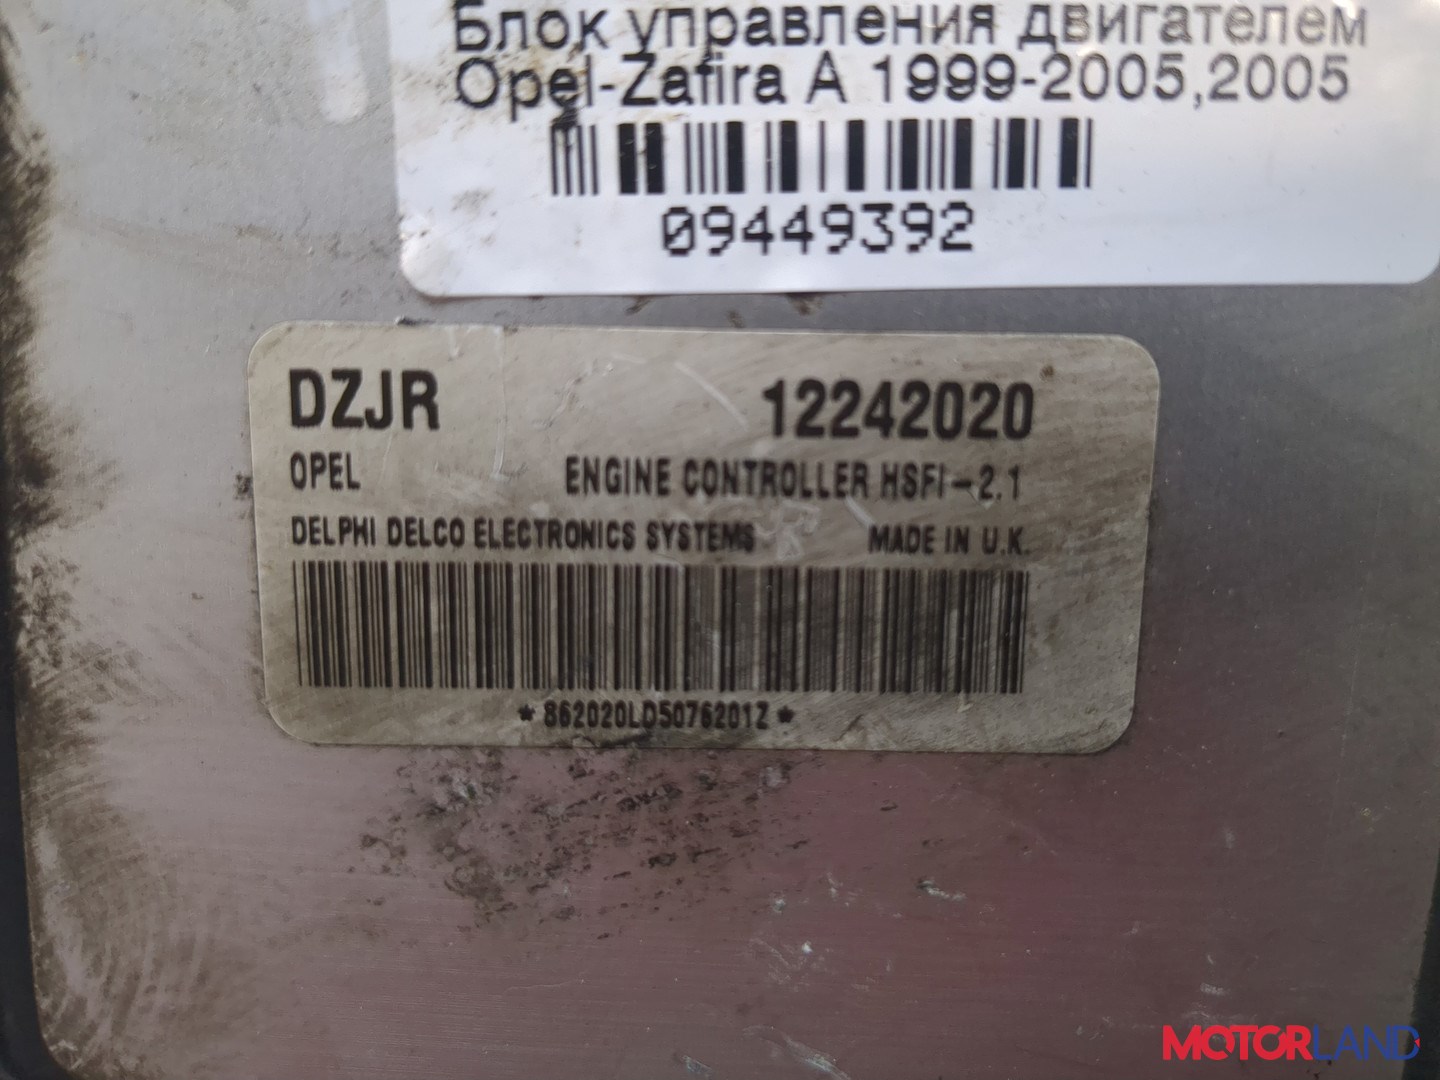 Блок управления двигателем
Opel-Zafira A 1999-2005,2005
09449392
DZJR 12242020
OPEL ENGINE CONTROLLER HSFI-2.1
DELPHI DELCO ELECTRONICS SYSTEMS MADE IN U.K.
*862020LD5076201Z*
MOTORLAND